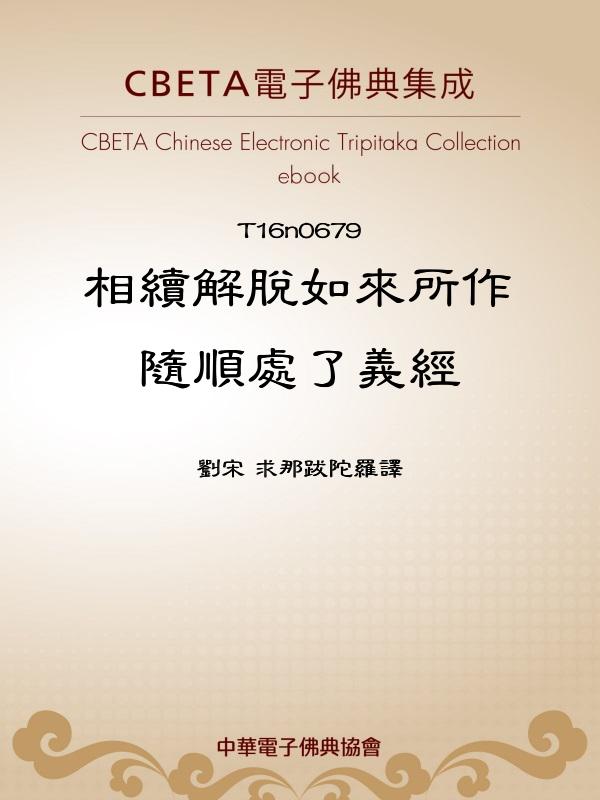 CBETA電子佛典集成
CBETA Chinese Electronic Tripitaka Collection
ebook
T16n0679
相續解脫如來所作
隨順處了義經
劉宋 求那跋陀羅譯
中華電子佛典協會